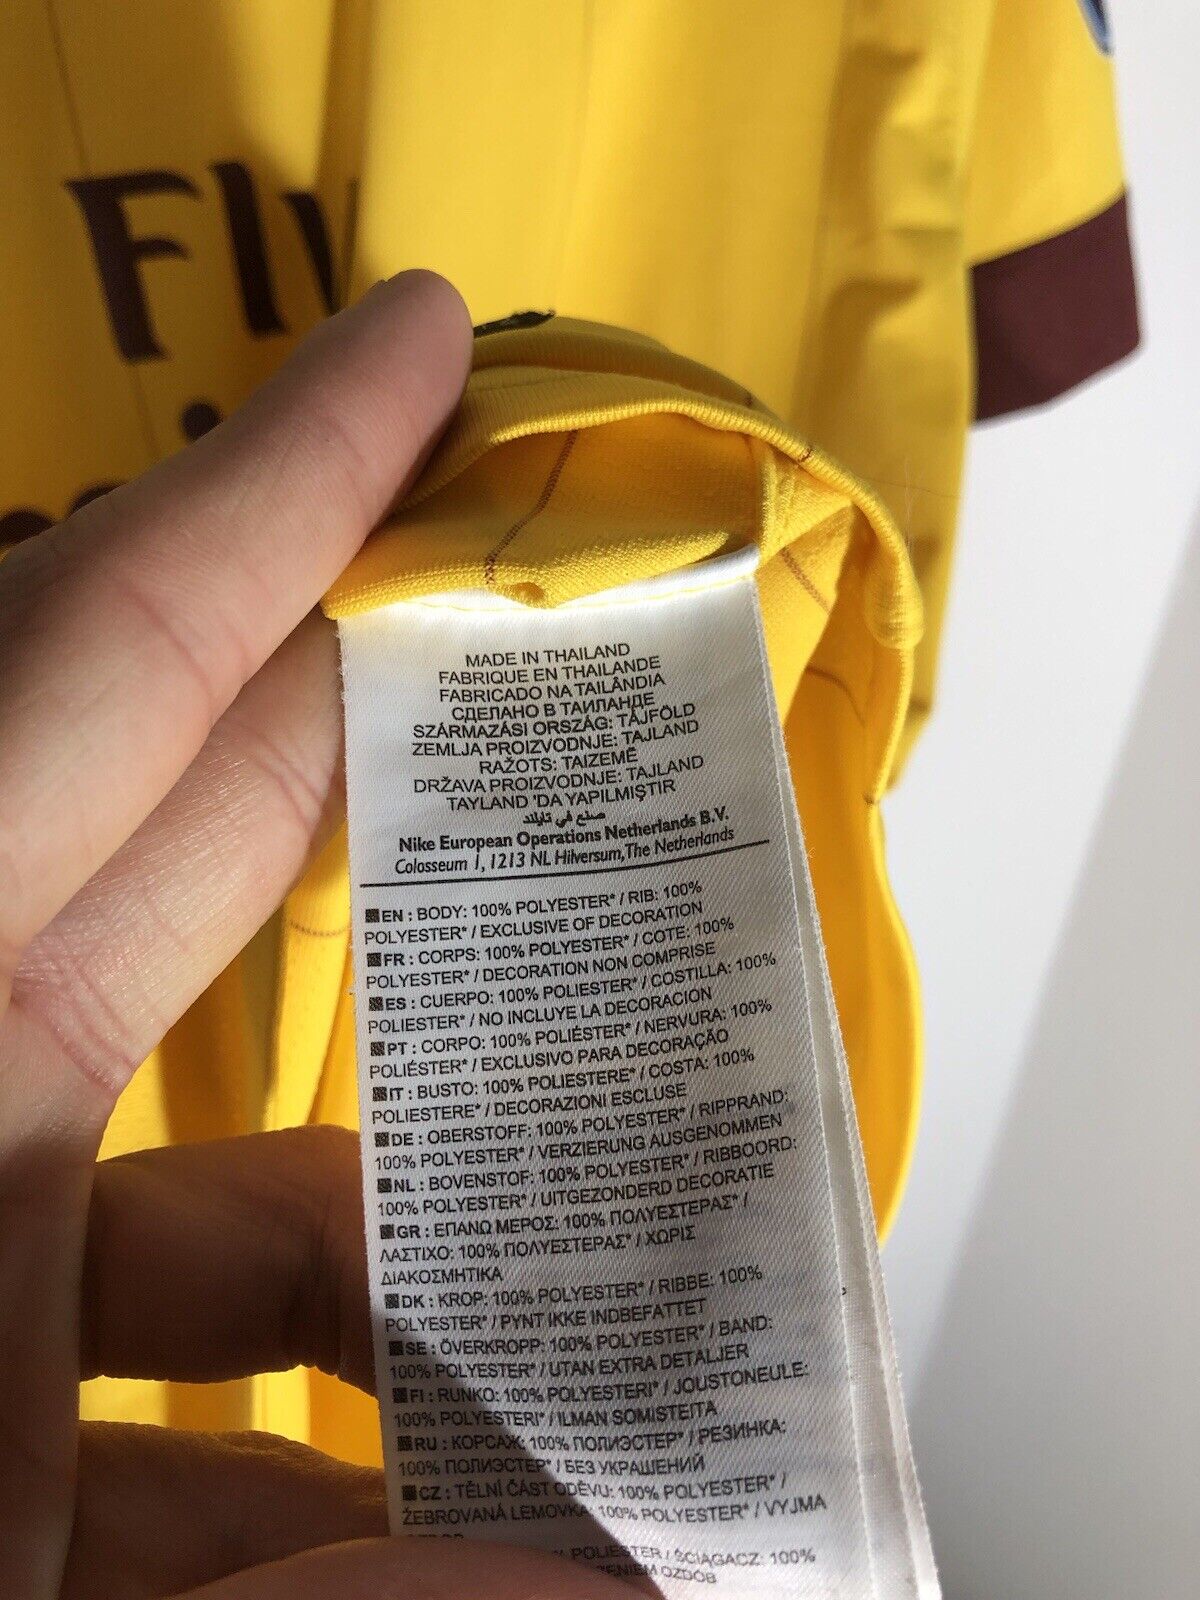 FI
MADE IN THAILAND
FABRIQUE EN THAILANDE
FABRICADO NA TAILÂNDIA
СДЕЛАНО В ТАИЛАНДЕ
SZÁRMAZÁSI ORSZÁG: TÁJFÖLD
ZEMLJA PROIZVODNJE: TAJLAND
RAŽOTS: TAIZEMĒ
DRŽAVA PROIZVODNJE: TAJLAND
TAYLAND 'DA YAPILMIŞTIR
صنع في تايلاند
Nike European Operations Netherlands B.V.
Colosseum 1, 1213 NL Hilversum, The Netherlands
EN : BODY: 100% POLYESTER* / RIB: 100%
POLYESTER* / EXCLUSIVE OF DECORATION
FR : CORPS: 100% POLYESTER* / COTE: 100%
POLYESTER* / DECORATION NON COMPRISE
ES : CUERPO: 100% POLIESTER* / COSTILLA: 100%
POLIESTER* / NO INCLUYE LA DECORACION
PT : CORPO: 100% POLIÉSTER* / NERVURA: 100%
POLIÉSTER* / EXCLUSIVO PARA DECORAÇÃO
IT : BUSTO: 100% POLIESTERE* / COSTA: 100%
POLIESTERE* / DECORAZIONI ESCLUSE
DE : OBERSTOFF: 100% POLYESTER* / RIPPRAND:
100% POLYESTER* / VERZIERUNG AUSGENOMMEN
NL : BOVENSTOF: 100% POLYESTER* / RIBBOORD:
100% POLYESTER* / UITGEZONDERD DECORATIE
GR : ΕΠΑΝΩ ΜΕΡΟΣ: 100% ΠΟΛΥΕΣΤΕΡΑΣ* /
ΛΑΣΤΙΧΟ: 100% ΠΟΛΥΕΣΤΕΡΑΣ* / ΧΩΡΙΣ
ΔΙΑΚΟΣΜΗΤΙΚΑ
DK : KROP: 100% POLYESTER* / RIBBE: 100%
POLYESTER* / PYNT IKKE INDBEFATTET
SE : ÖVERKROPP: 100% POLYESTER* / BAND:
100% POLYESTER* / UTAN EXTRA DETALJER
FI : RUNKO: 100% POLYESTERI* / JOUSTONEULE:
100% POLYESTERI* / ILMAN SOMISTEITA
RU : КОРСАЖ: 100% ПОЛИЭСТЕР* / РЕЗИНКА:
100% ПОЛИЭСТЕР* / БЕЗ УКРАШЕНИЙ
CZ : TĚLNÍ ČÁST ODĚVU: 100% POLYESTER* /
ŽEBROVANÁ LEMOVKA: 100% POLYESTER* / VYJMA
POLIESTER / ŚCIĄGACZ: 100%
OZDÓB